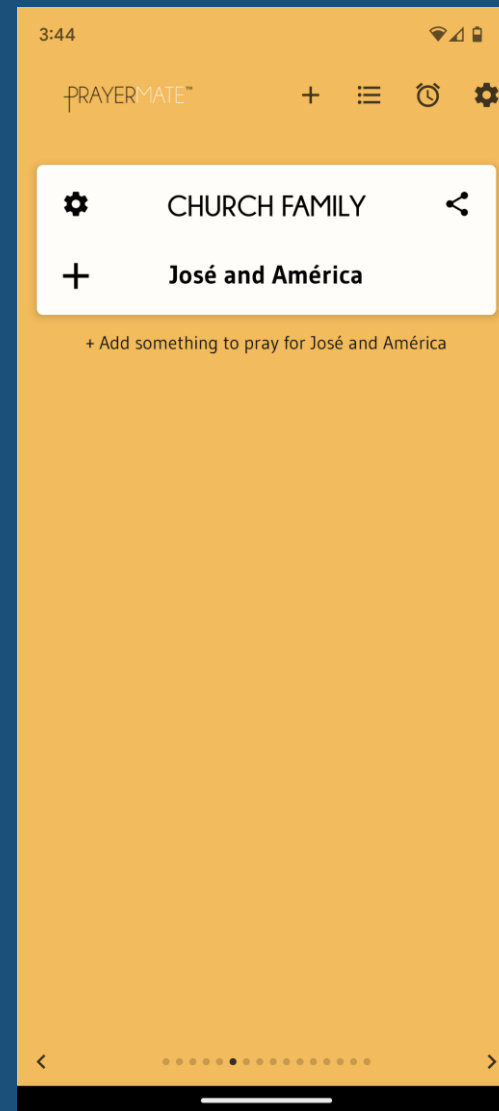 3:44
PRAYERMATE™
CHURCH FAMILY
José and América
+ Add something to pray for José and América